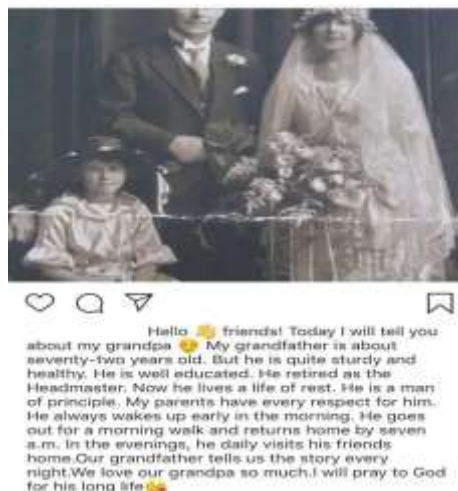 Hello 👋 friends! Today I will tell you
about my grandpa 😊 My grandfather is about
seventy-two years old. But he is quite sturdy and
healthy. He is well educated. He retired as the
Headmaster. Now he lives a life of rest. He is a man
of principle. My parents have every respect for him.
He always wakes up early in the morning. He goes
out for a morning walk and returns home by seven
a.m. In the evenings, he daily visits his friends
home.Our grandfather tells us the story every
night.We love our grandpa so much.I will pray to God
for his long life😘